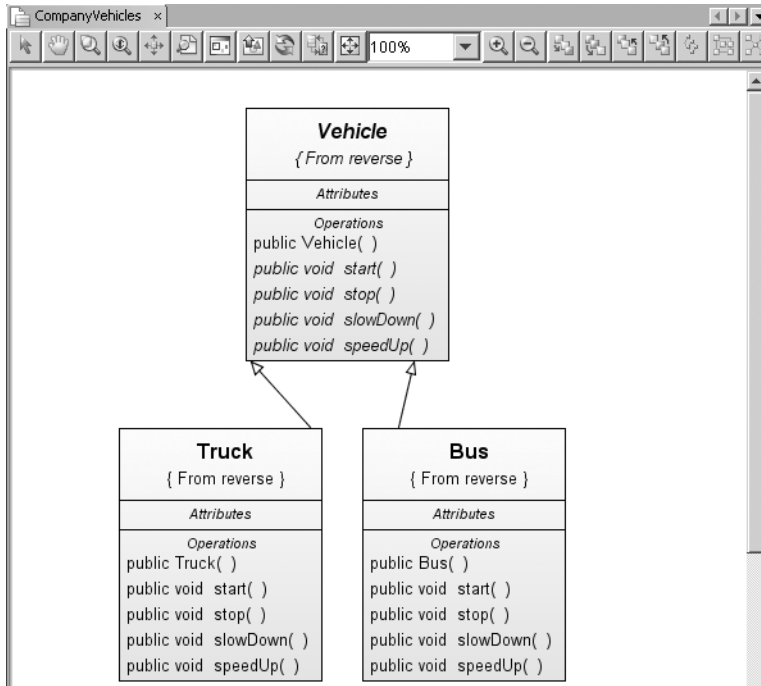 CompanyVehicles
100%
Vehicle
{ From reverse }
Attributes
Operations
public Vehicle( )
public void start( )
public void stop( )
public void slowDown( )
public void speedUp( )
Truck
{ From reverse }
Attributes
Operations
public Truck( )
public void start( )
public void stop( )
public void slowDown( )
public void speedUp( )
Bus
{ From reverse }
Attributes
Operations
public Bus( )
public void start( )
public void stop( )
public void slowDown( )
public void speedUp( )